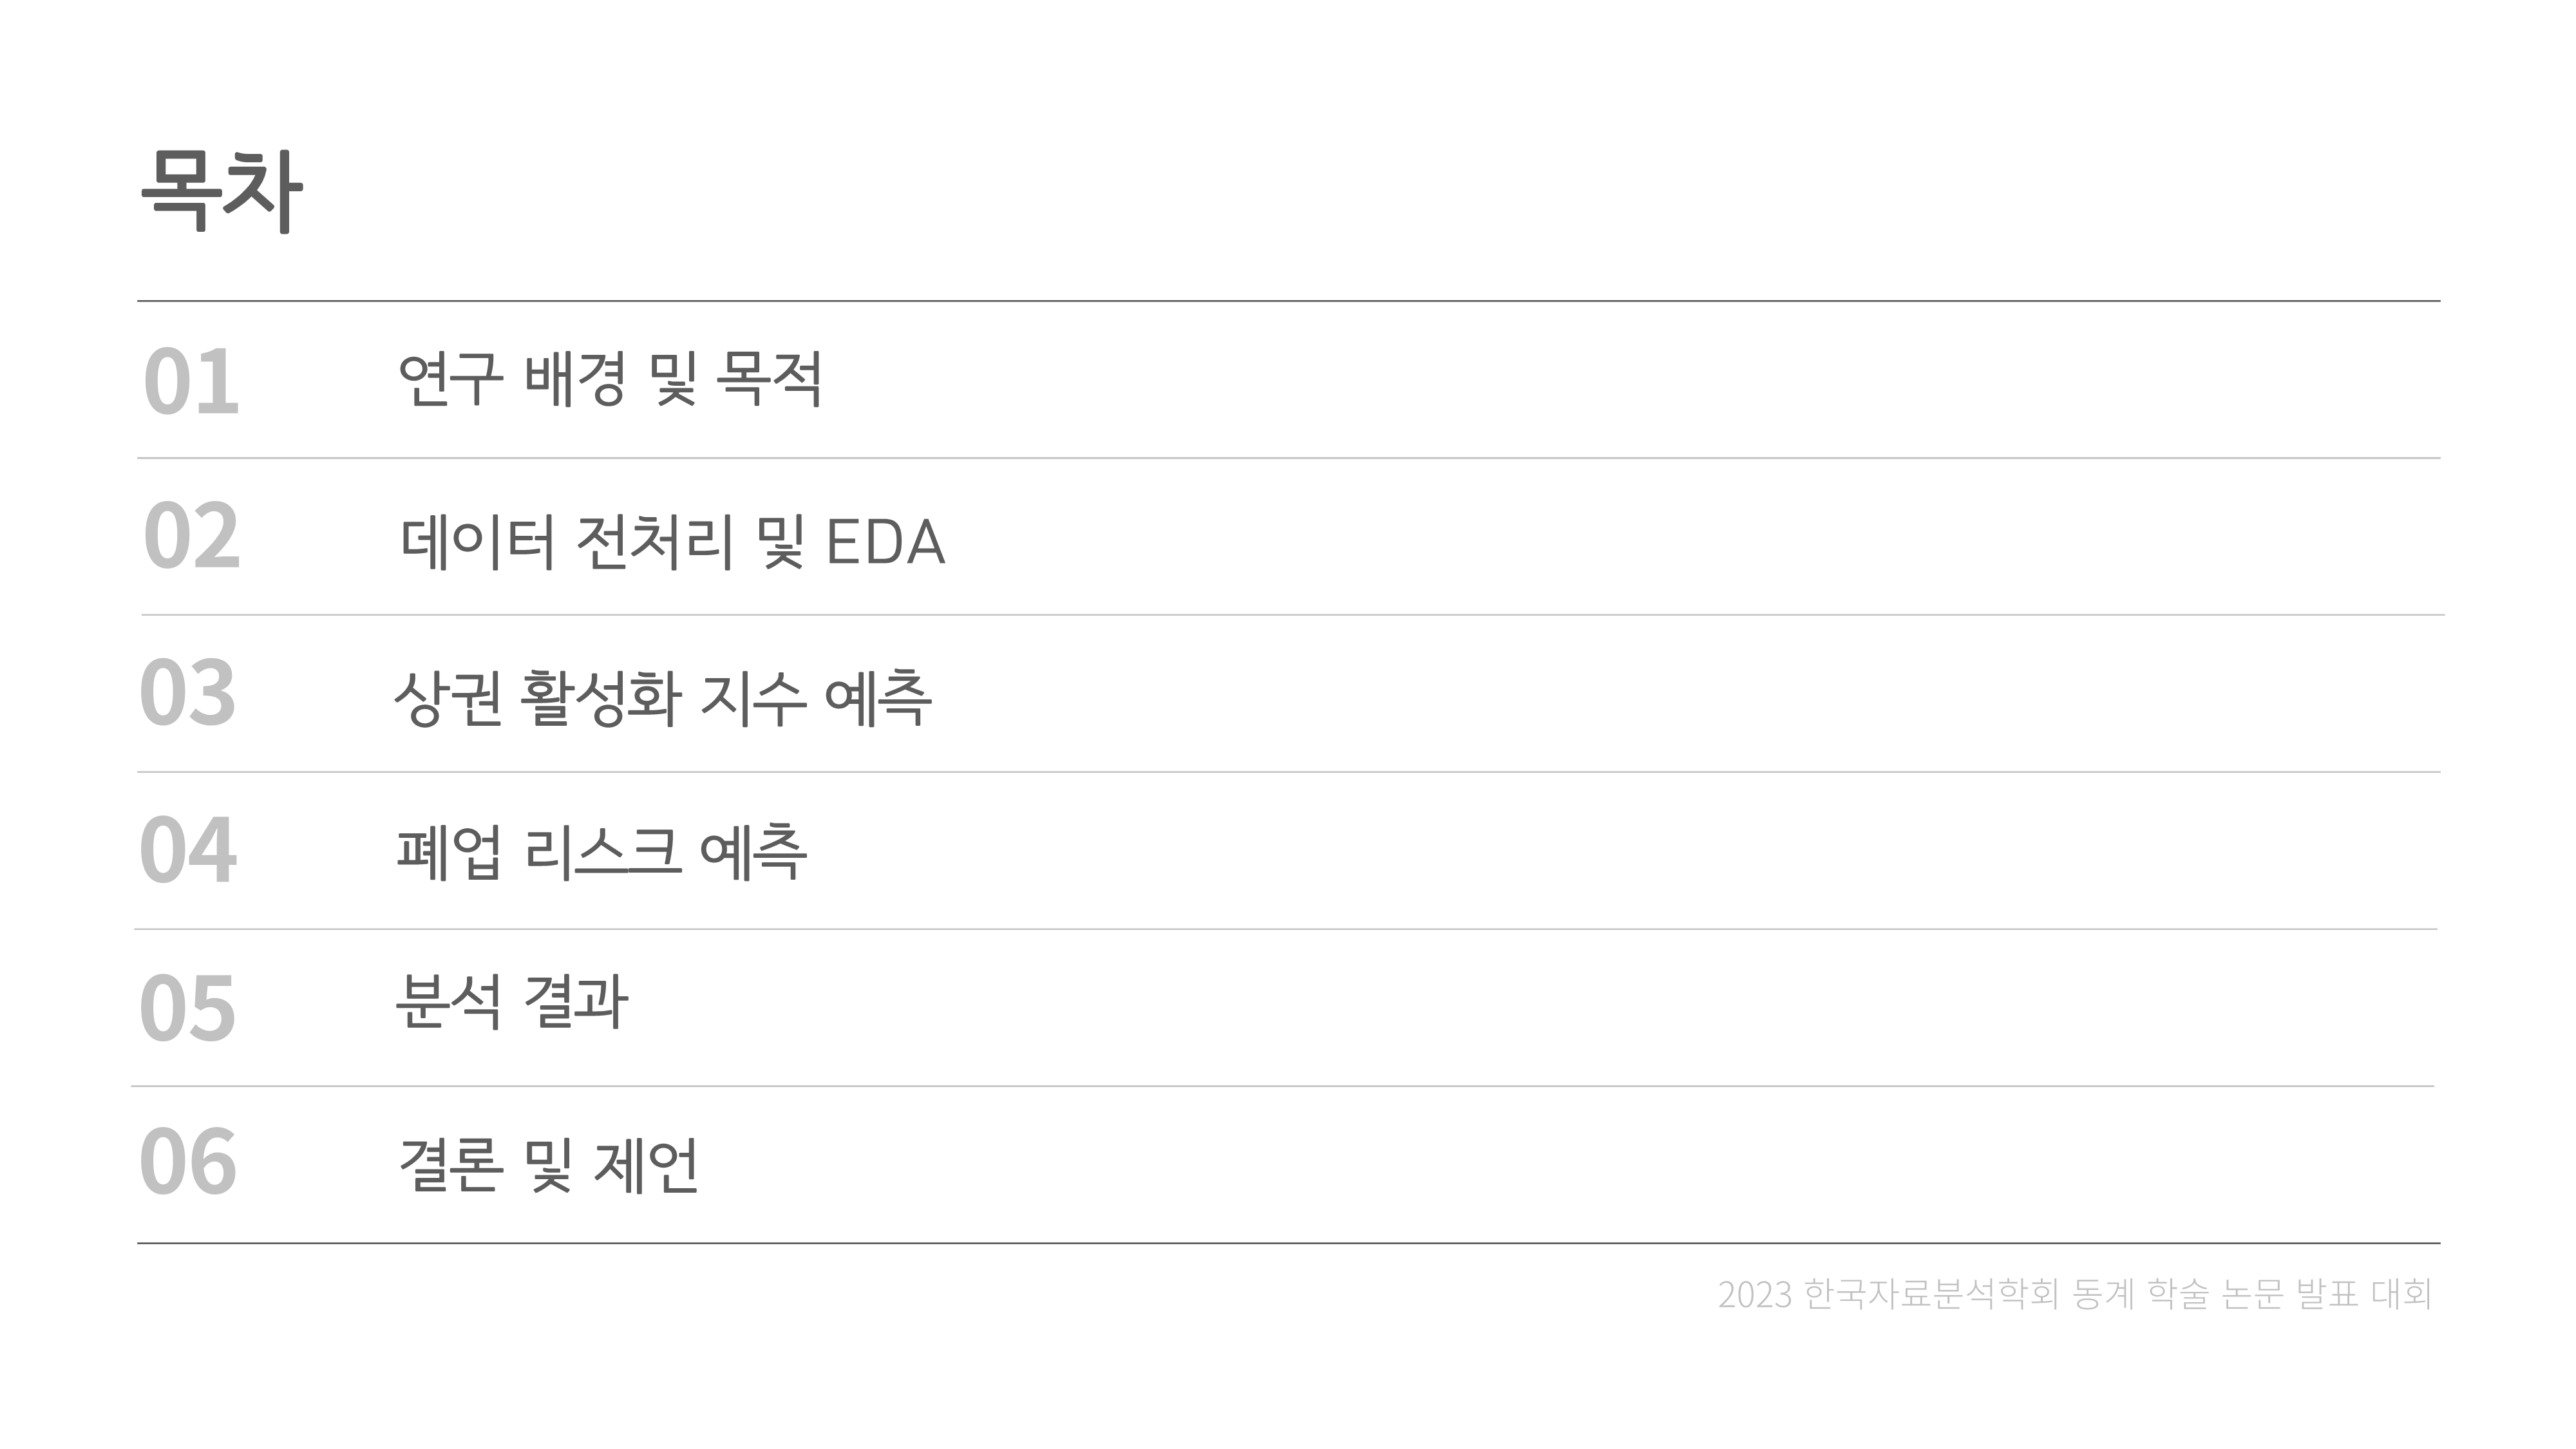 목차
01 연구 배경 및 목적
02 데이터 전처리 및 EDA
03 상권 활성화 지수 예측
04 폐업 리스크 예측
05 분석 결과
06 결론 및 제언
2023 한국자료분석학회 동계 학술 논문 발표 대회